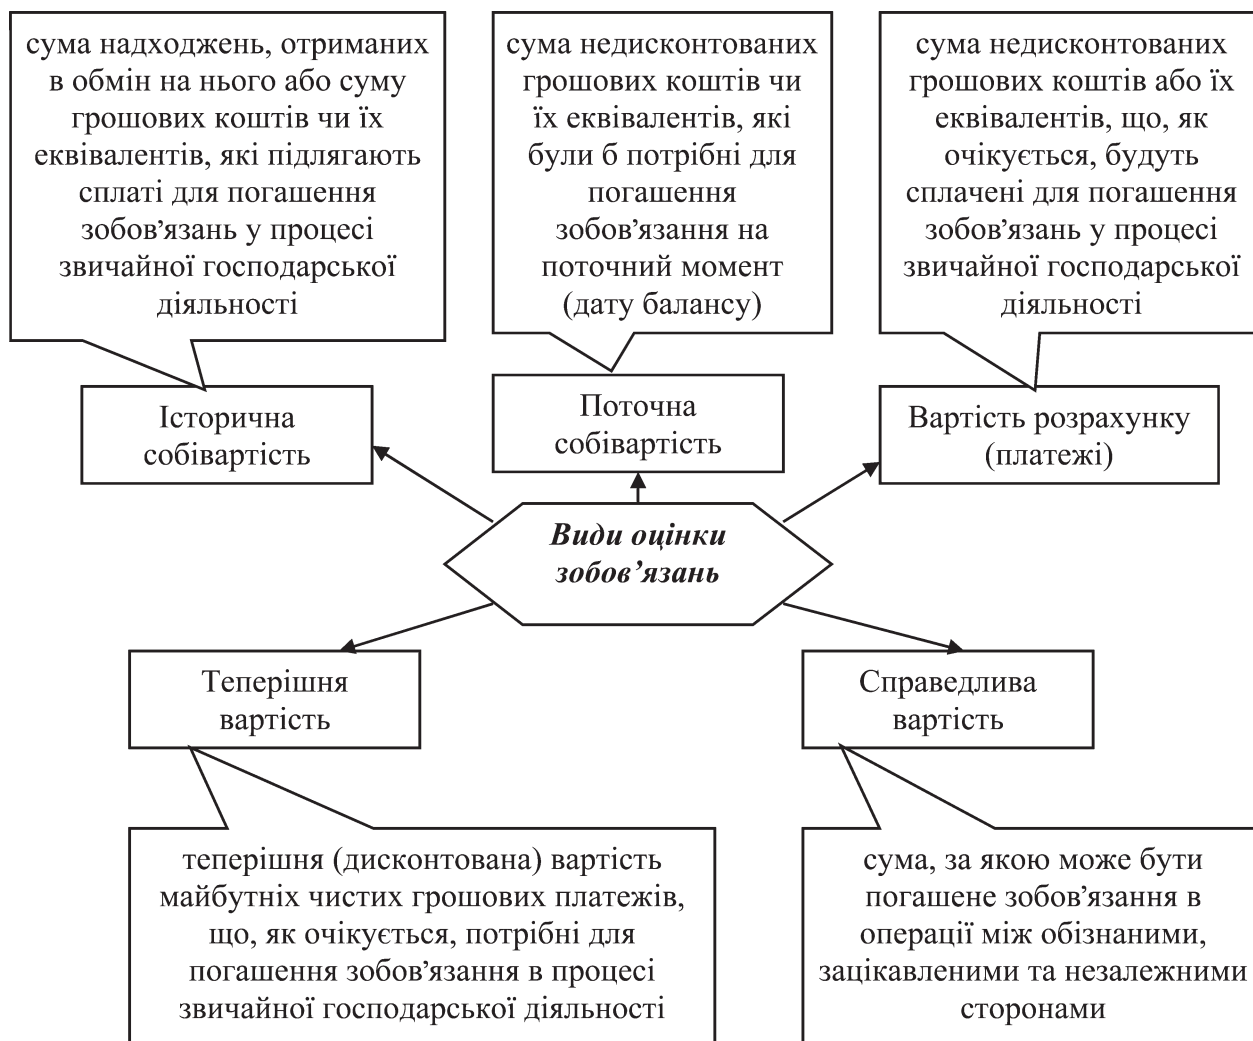 сума надходжень, отриманих
в обмін на нього або суму
грошових коштів чи їх
еквівалентів, які підлягають
сплаті для погашення
зобов’язань у процесі
звичайної господарської
діяльності
сума недисконтованих
грошових коштів чи
їх еквівалентів, які
були б потрібні для
погашення
зобов’язання на
поточний момент
(дату балансу)
сума недисконтованих
грошових коштів або їх
еквівалентів, що, як
очікується, будуть
сплачені для погашення
зобов’язань у процесі
звичайної господарської
діяльності
Історична
собівартість
Поточна
собівартість
Вартість розрахунку
(платежі)
Види оцінки
зобов’язань
Теперішня
вартість
Справедлива
вартість
теперішня (дисконтована) вартість
майбутніх чистих грошових платежів,
що, як очікується, потрібні для
погашення зобов’язання в процесі
звичайної господарської діяльності
сума, за якою може бути
погашене зобов’язання в
операції між обізнаними,
зацікавленими та незалежними
сторонами